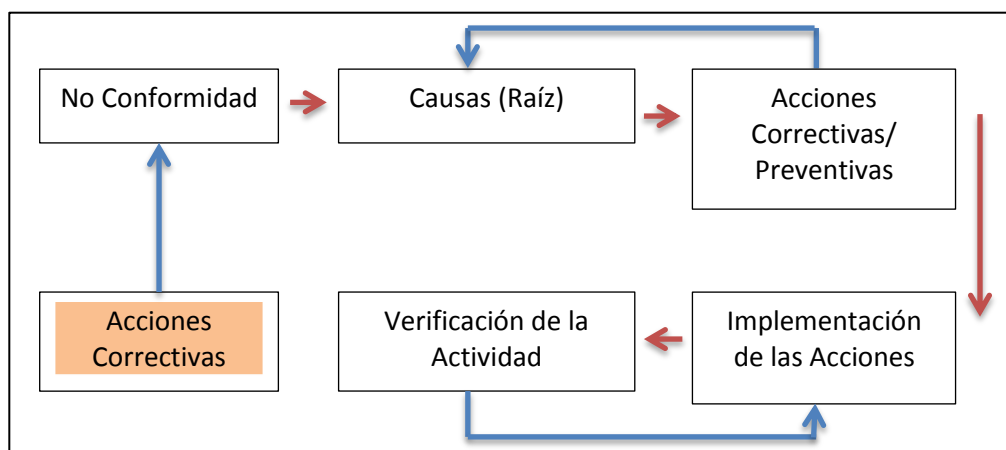 No Conformidad
Causas (Raíz)
Acciones
Correctivas/
Preventivas
Acciones
Correctivas
Verificación de la
Actividad
Implementación
de las Acciones